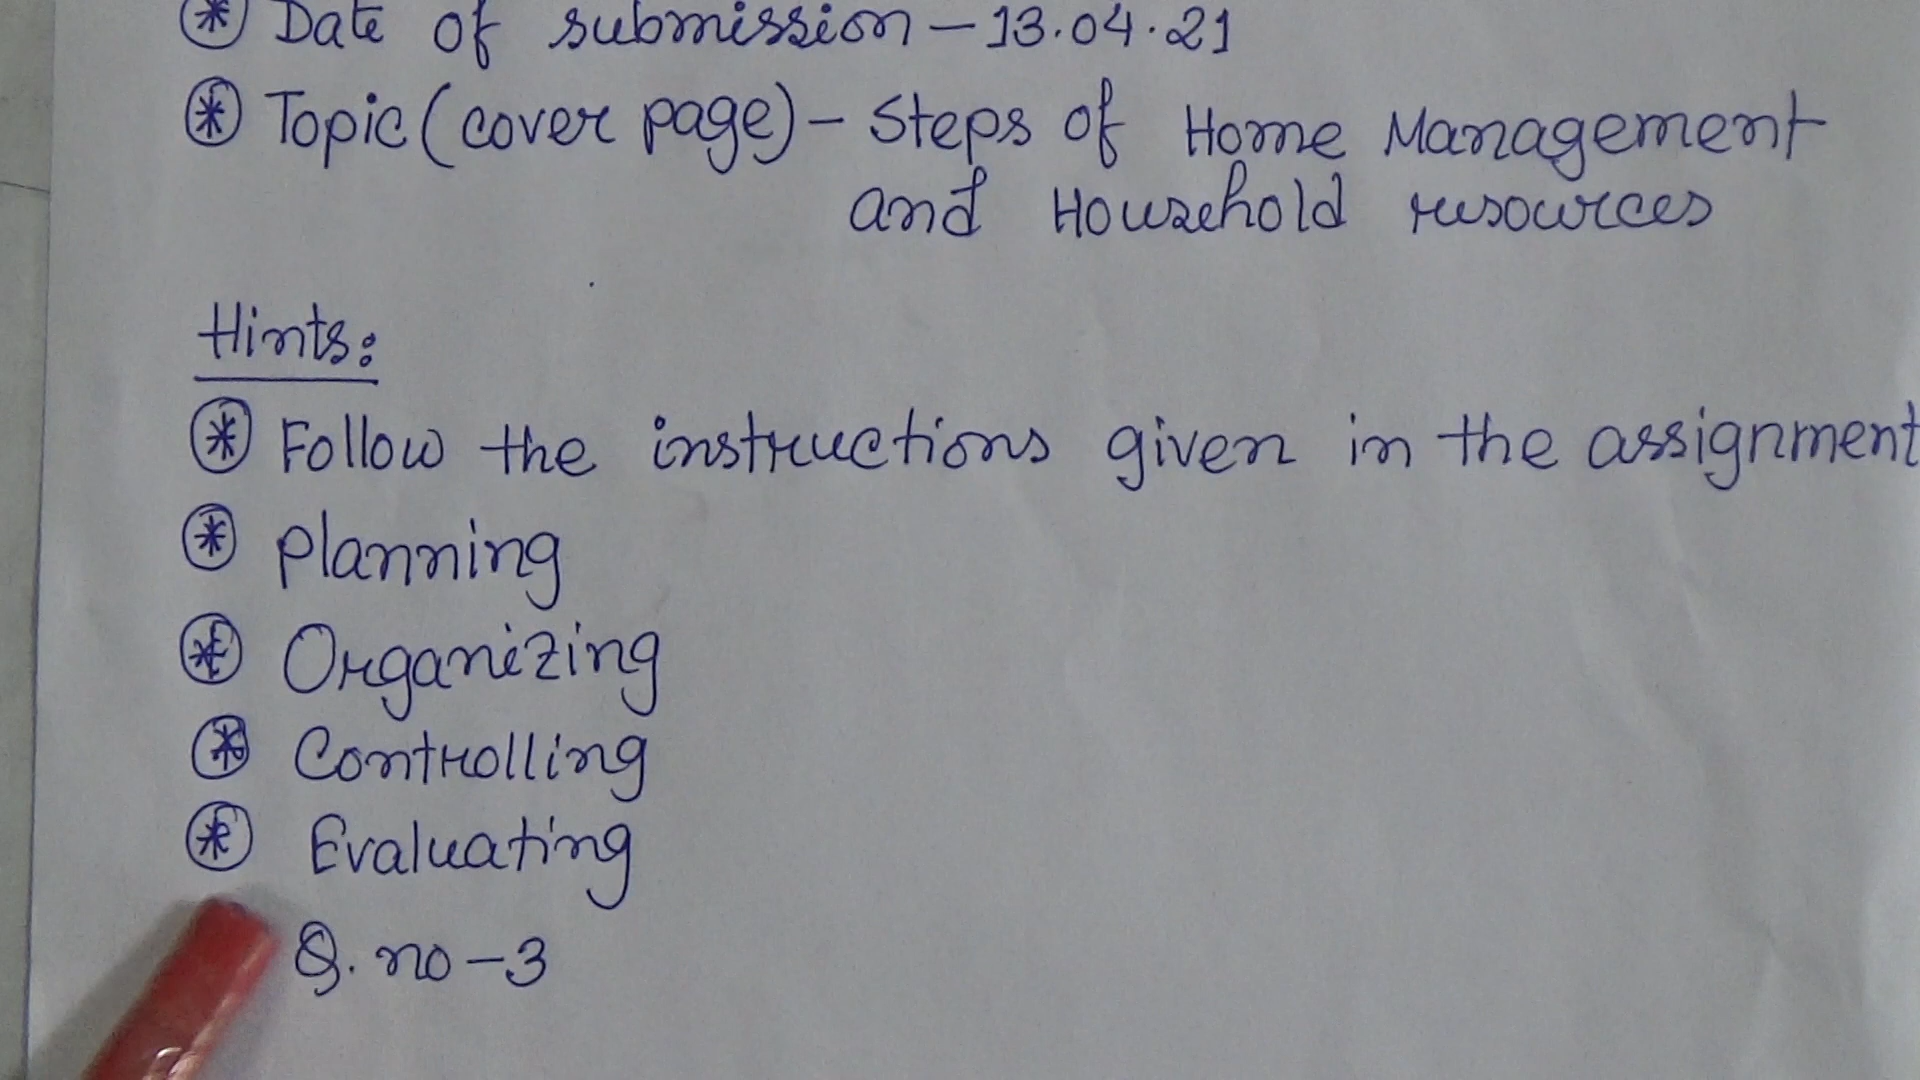 * Date of submission – 13.04.21
* Topic (cover page) – Steps of Home Management
and Household resources
Hints:
* Follow the instructions given in the assignment
* Planning
* Organizing
* Controlling
* Evaluating
Q. no – 3